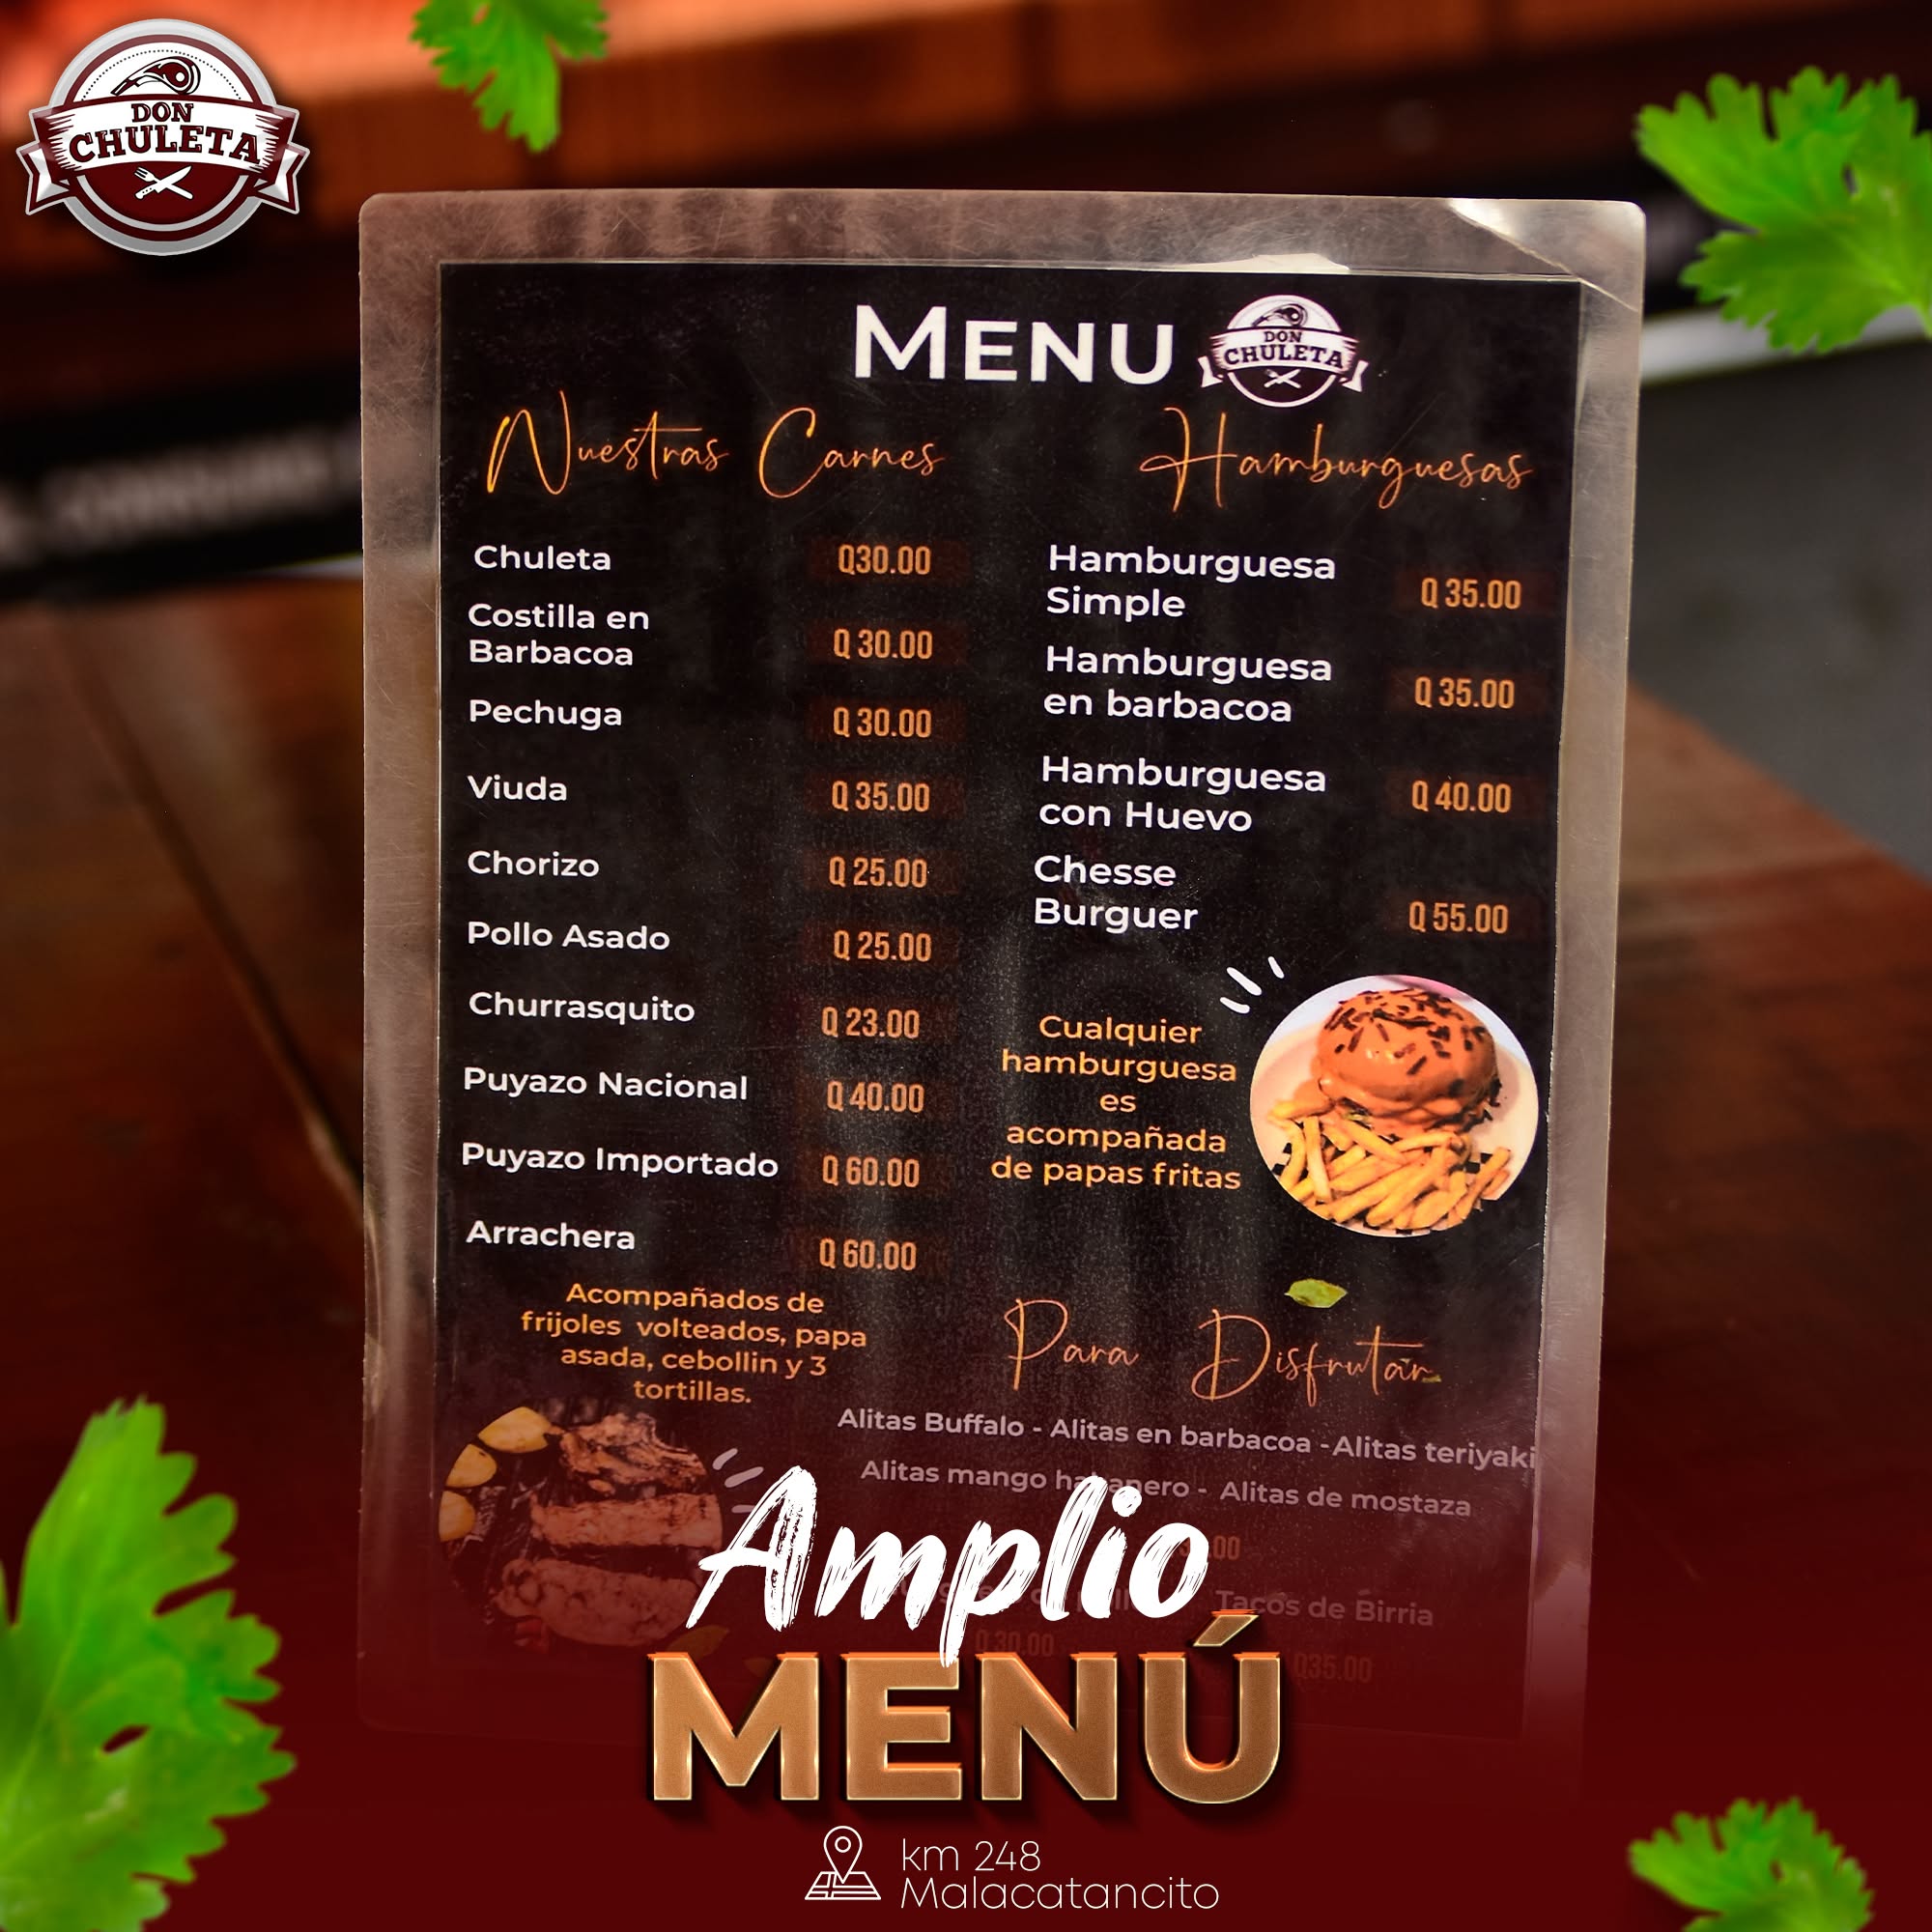 DON
CHULETA
MENU
DON
CHULETA
Nuestras Carnes
Chuleta Q30.00
Costilla en
Barbacoa Q 30.00
Pechuga Q 30.00
Viuda Q 35.00
Chorizo Q 25.00
Pollo Asado Q 25.00
Churrasquito Q 23.00
Puyazo Nacional Q 40.00
Puyazo Importado Q 60.00
Arrachera Q 60.00
Acompañados de
frijoles volteados, papa
asada, cebollin y 3
tortillas.
Hamburguesas
Hamburguesa
Simple Q 35.00
Hamburguesa
en barbacoa Q 35.00
Hamburguesa
con Huevo Q 40.00
Chesse
Burguer Q 55.00
Cualquier
hamburguesa
es
acompañada
de papas fritas
Para Disfrutar
Alitas Buffalo - Alitas en barbacoa - Alitas teriyaki
Alitas mango habanero - Alitas de mostaza
Tacos de Birria
Q 30.00 Q35.00
Amplio
MENÚ
km 248
Malacatancito